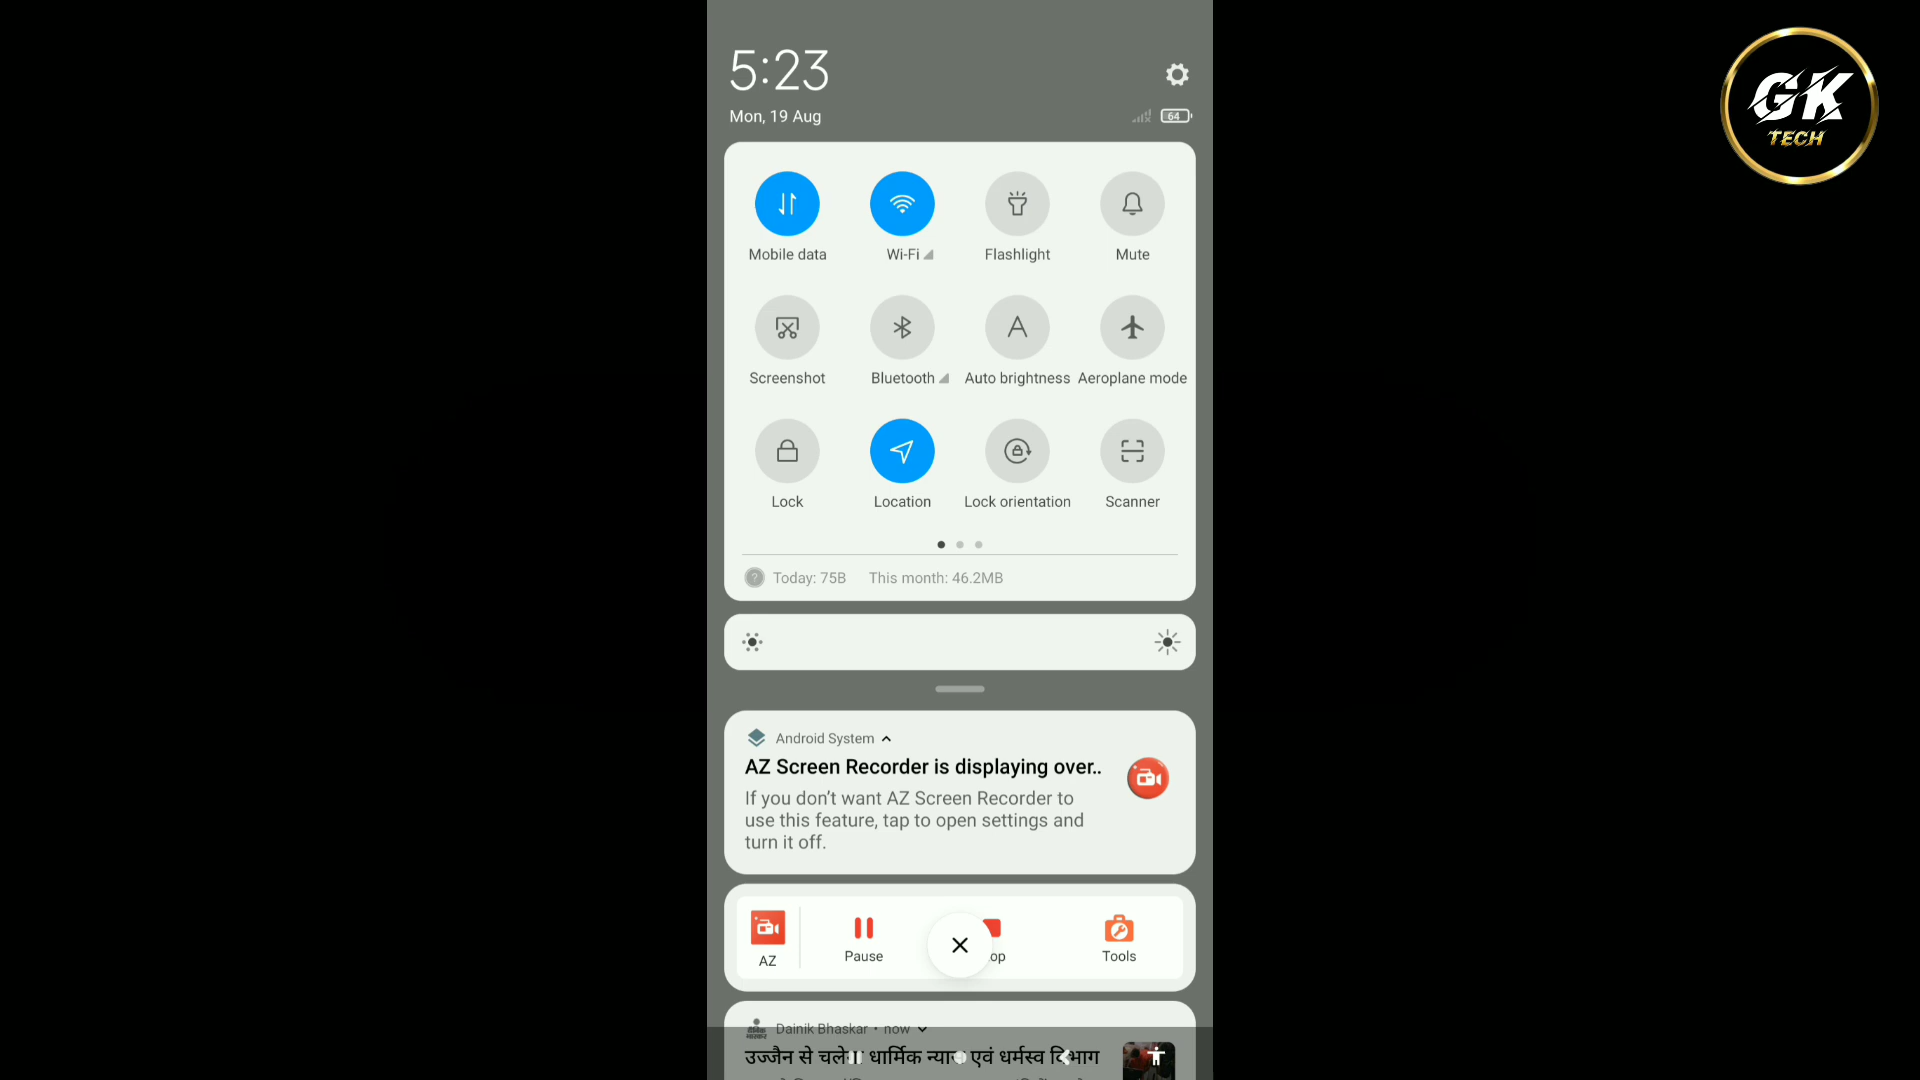 GK
TECH
5:23
Mon, 19 Aug
64
Mobile data
Wi-Fi
Flashlight
Mute
Screenshot
Bluetooth
Auto brightness
Aeroplane mode
Lock
Location
Lock orientation
Scanner
Today: 75B This month: 46.2MB
Android System
AZ Screen Recorder is displaying over..
If you don't want AZ Screen Recorder to
use this feature, tap to open settings and
turn it off.
AZ
Pause
op
Tools
Dainik Bhaskar • now
उज्जैन से चलेगा धार्मिक न्यास एवं धर्मस्व विभाग